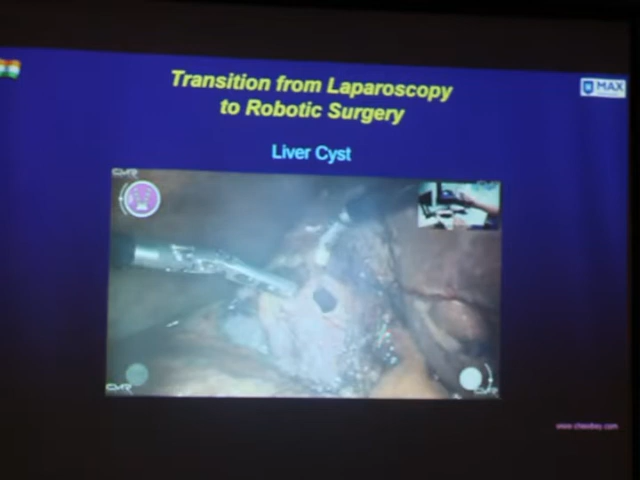 Transition from Laparoscopy
to Robotic Surgery
MAX
Liver Cyst
CMR
CMR
CMR